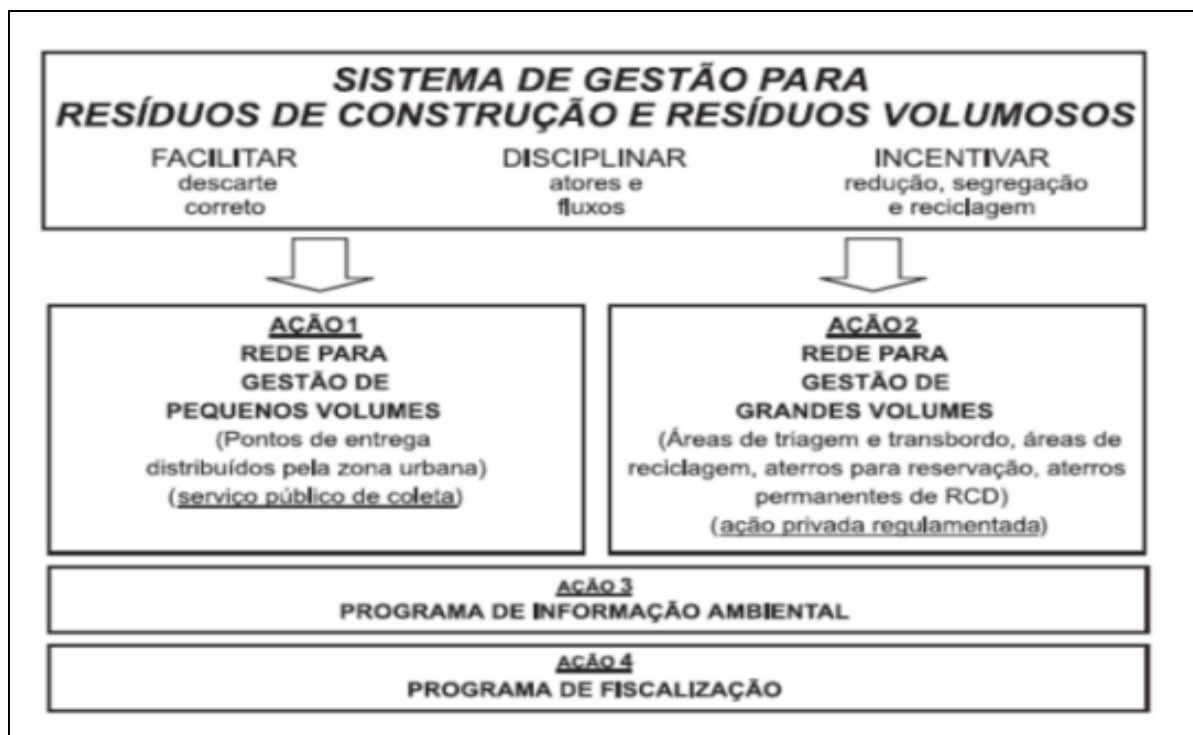 SISTEMA DE GESTÃO PARA
RESÍDUOS DE CONSTRUÇÃO E RESÍDUOS VOLUMOSOS
FACILITAR
descarte
correto
DISCIPLINAR
atores e
fluxos
INCENTIVAR
redução, segregação
e reciclagem
AÇÃO1
REDE PARA
GESTÃO DE
PEQUENOS VOLUMES
(Pontos de entrega
distribuídos pela zona urbana)
(serviço público de coleta)
AÇÃO2
REDE PARA
GESTÃO DE
GRANDES VOLUMES
(Áreas de triagem e transbordo, áreas de
reciclagem, aterros para reservação, aterros
permanentes de RCD)
(ação privada regulamentada)
AÇÃO 3
PROGRAMA DE INFORMAÇÃO AMBIENTAL
AÇÃO 4
PROGRAMA DE FISCALIZAÇÃO